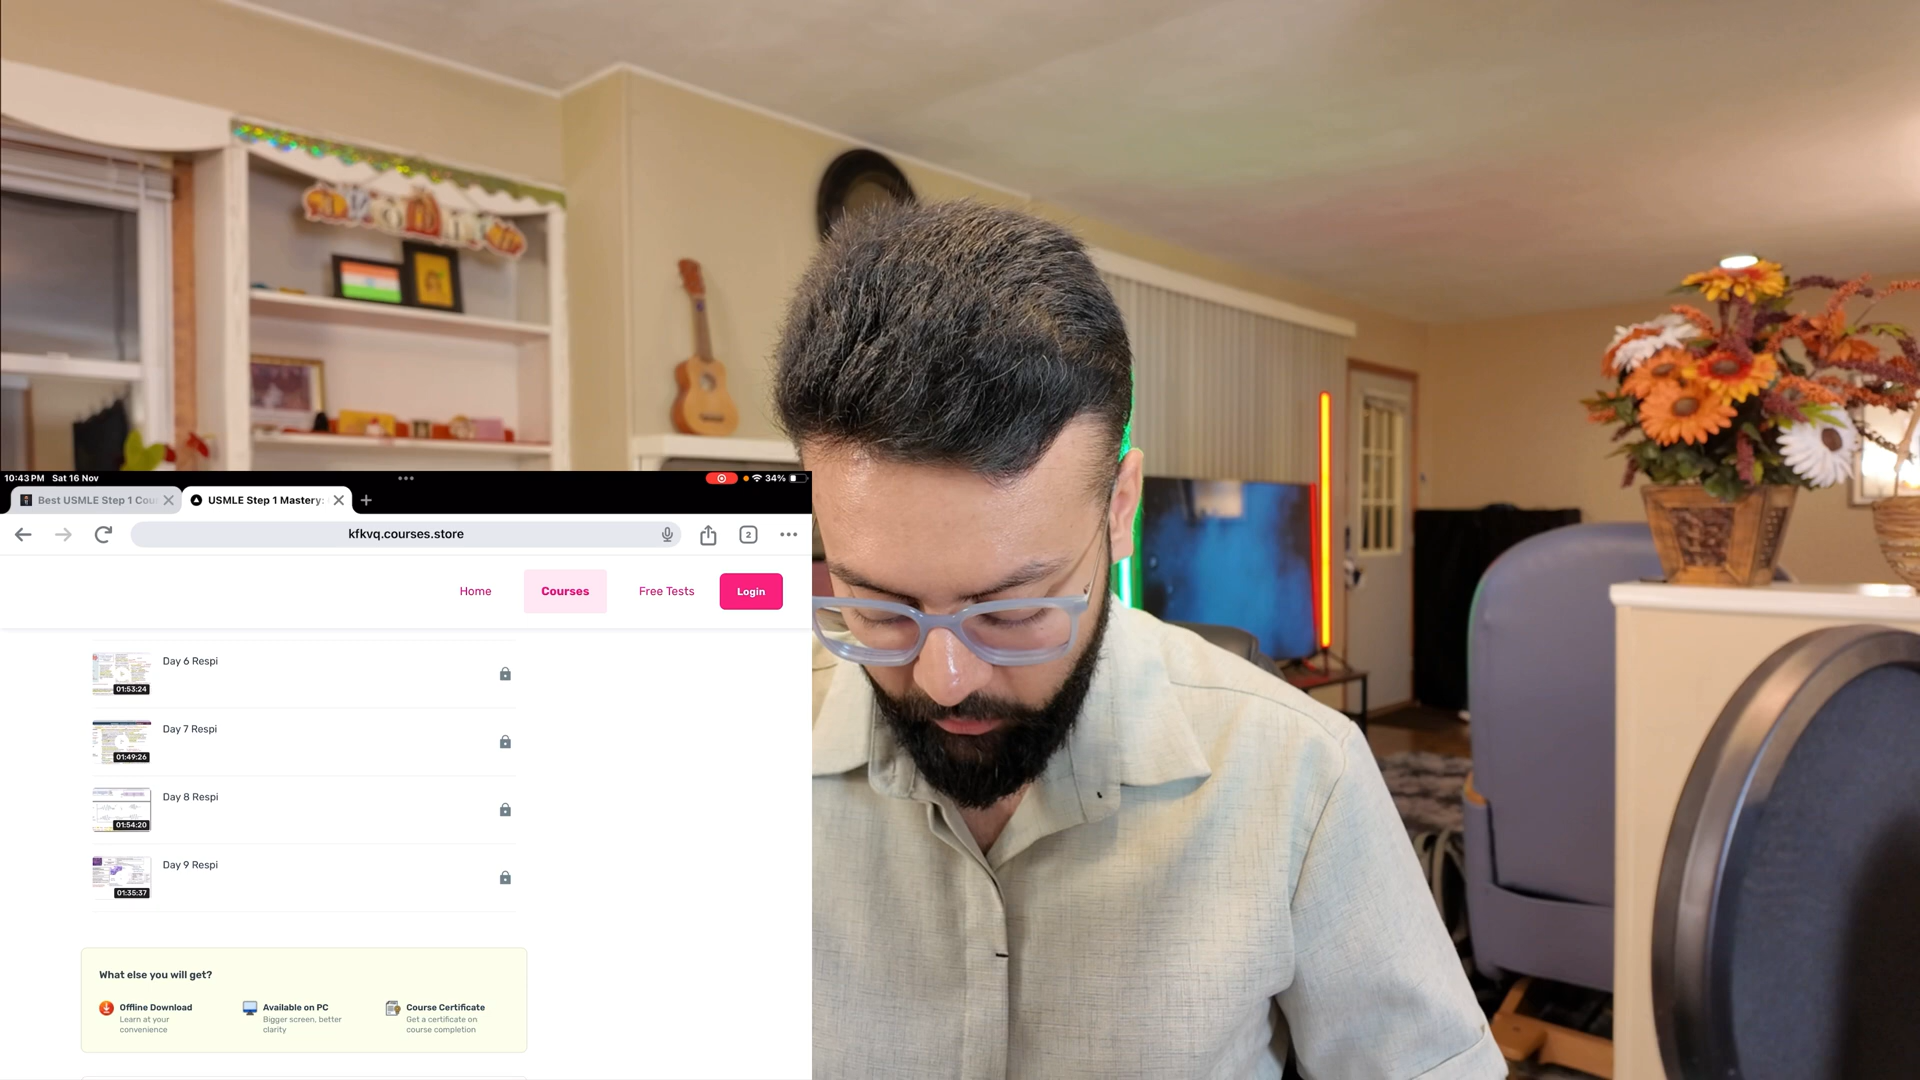 10:43 PM Sat 16 Nov
34%
Best USMLE Step 1 Cou
USMLE Step 1 Mastery:
kfkvq.courses.store
2
Home
Courses
Free Tests
Login
Day 6 Respi
01:53:24
Day 7 Respi
01:49:26
Day 8 Respi
01:54:20
Day 9 Respi
01:35:37
What else you will get?
Offline Download
Learn at your
convenience
Available on PC
Bigger screen, better
clarity
Course Certificate
Get a certificate on
course completion